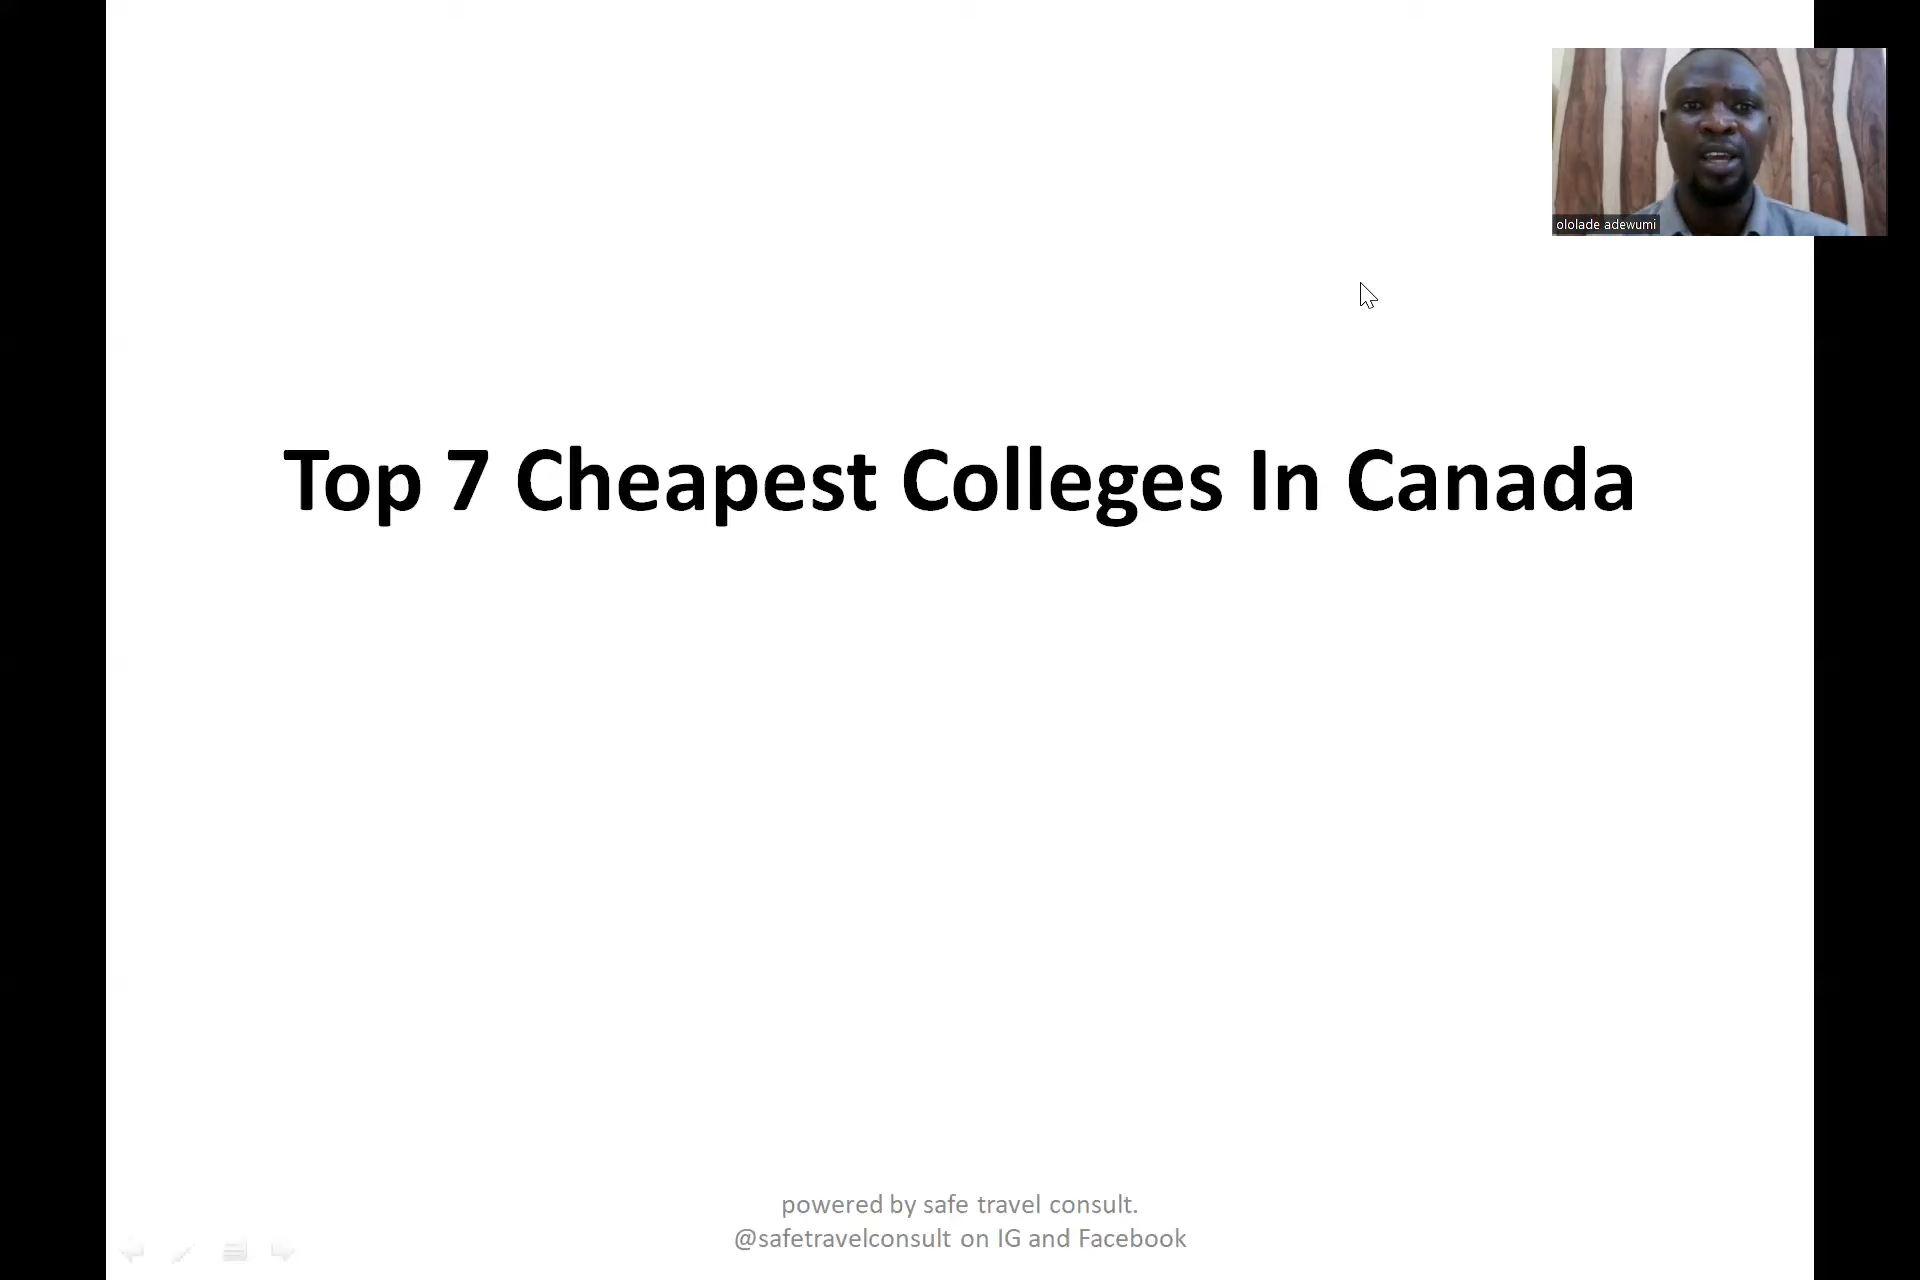 ololade adewumi
Top 7 Cheapest Colleges In Canada
powered by safe travel consult.
@safetravelconsult on IG and Facebook